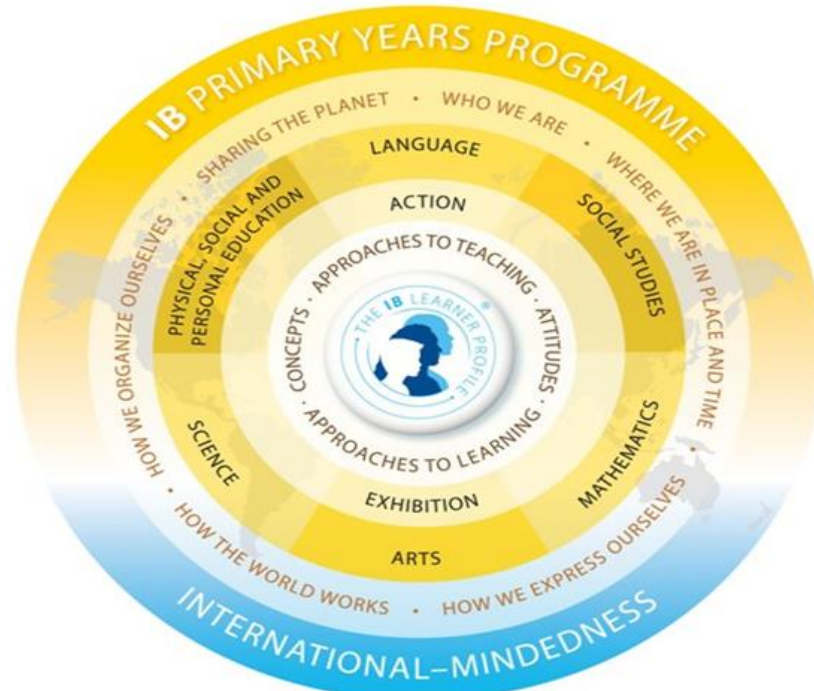 IB PRIMARY YEARS PROGRAMME
SHARING THE PLANET • WHO WE ARE • WHERE WE ARE IN PLACE AND TIME • HOW WE EXPRESS OURSELVES • HOW THE WORLD WORKS • HOW WE ORGANIZE OURSELVES •
LANGUAGE
SOCIAL STUDIES
MATHEMATICS
ARTS
SCIENCE
PHYSICAL, SOCIAL AND
PERSONAL EDUCATION
ACTION
EXHIBITION
APPROACHES TO TEACHING · ATTITUDES · APPROACHES TO LEARNING · CONCEPTS ·
THE IB LEARNER PROFILE
®
INTERNATIONAL–MINDEDNESS